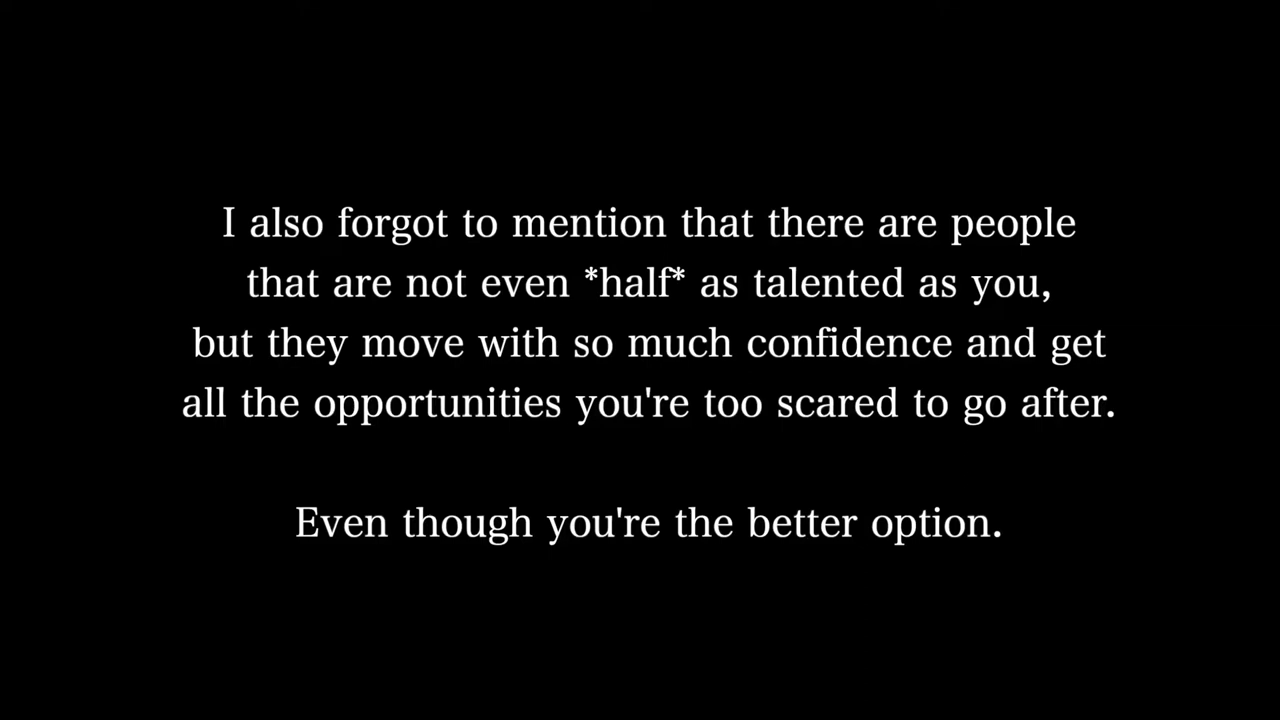 I also forgot to mention that there are people
that are not even *half* as talented as you,
but they move with so much confidence and get
all the opportunities you're too scared to go after.
Even though you're the better option.